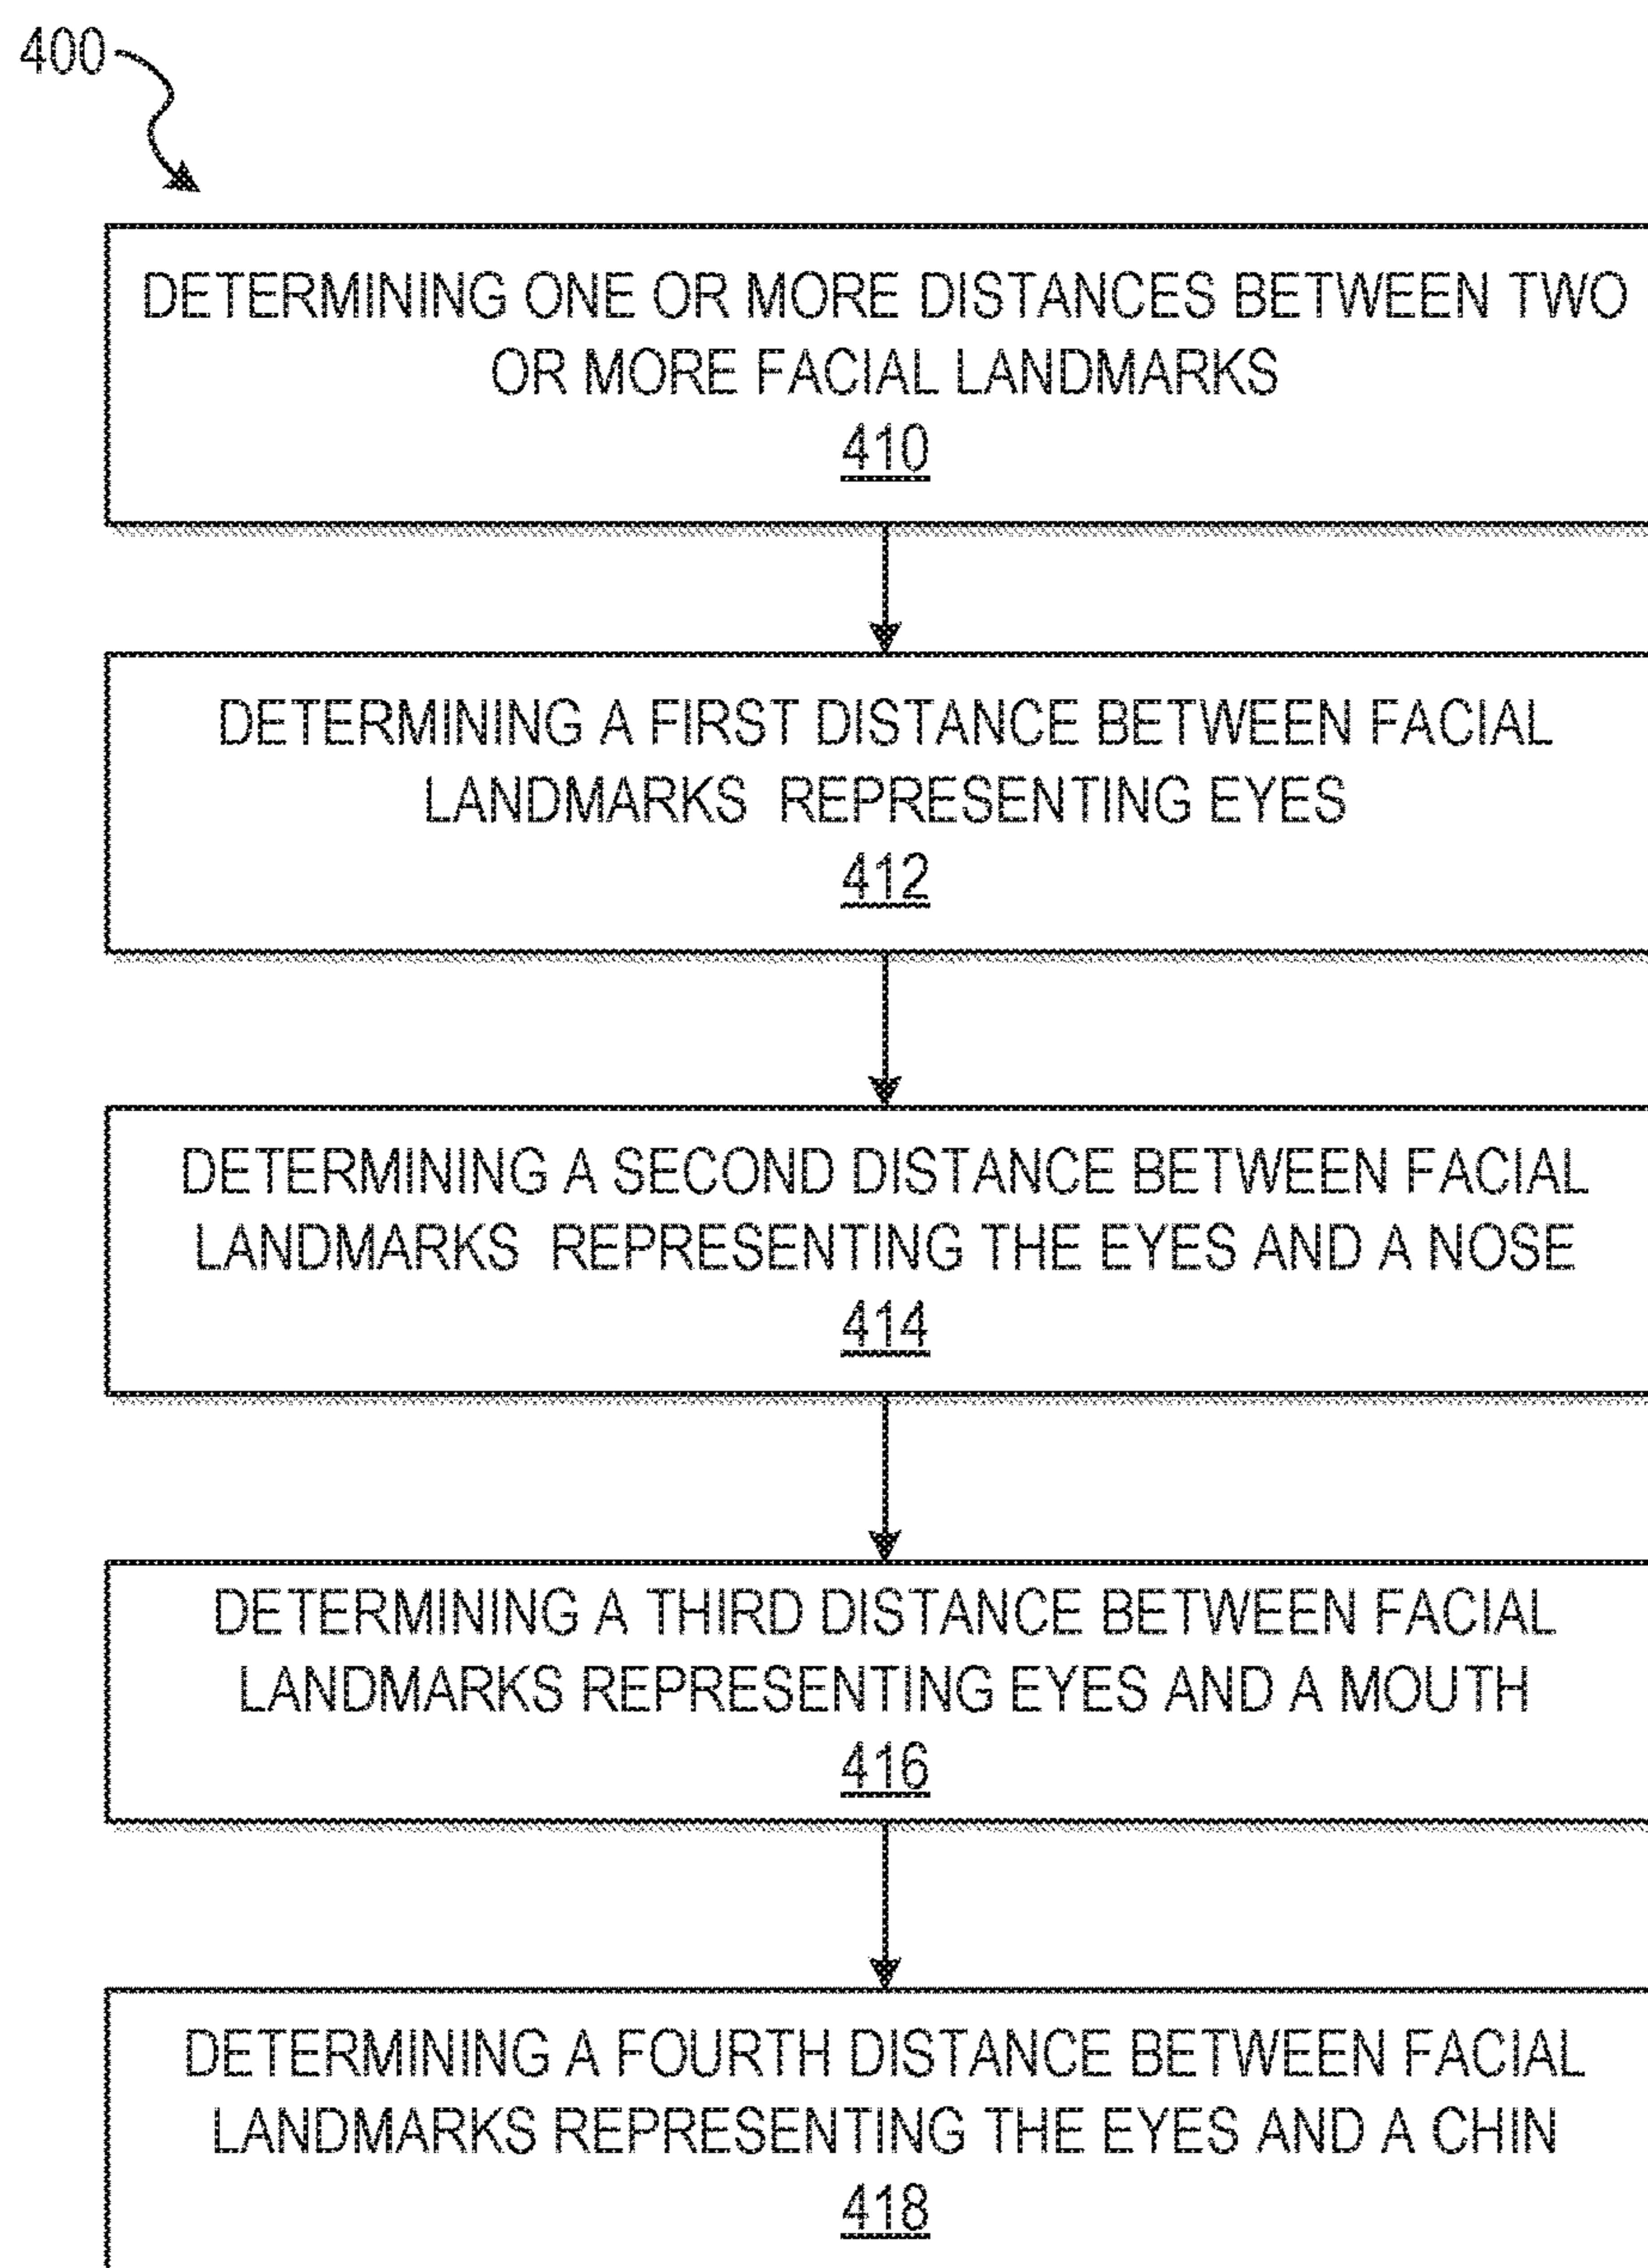 400
DETERMINING ONE OR MORE DISTANCES BETWEEN TWO
OR MORE FACIAL LANDMARKS
410
DETERMINING A FIRST DISTANCE BETWEEN FACIAL
LANDMARKS REPRESENTING EYES
412
DETERMINING A SECOND DISTANCE BETWEEN FACIAL
LANDMARKS REPRESENTING THE EYES AND A NOSE
414
DETERMINING A THIRD DISTANCE BETWEEN FACIAL
LANDMARKS REPRESENTING EYES AND A MOUTH
416
DETERMINING A FOURTH DISTANCE BETWEEN FACIAL
LANDMARKS REPRESENTING THE EYES AND A CHIN
418